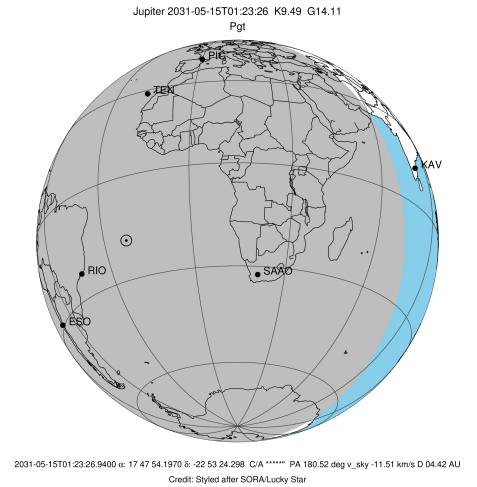 Jupiter 2031-05-15T01:23:26  K9.49  G14.11
Pgt
PIC
TEN
KAV
RIO
SAAO
ESO
2031-05-15T01:23:26.9400 α: 17 47 54.1970 δ: -22 53 24.298  C/A *****"  PA 180.52 deg v_sky -11.51 km/s D 04.42 AU
Credit: Styled after SORA/Lucky Star